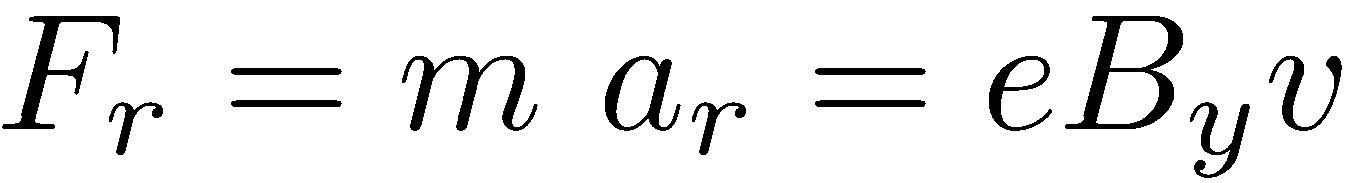 F_r = m a_r = eB_y v